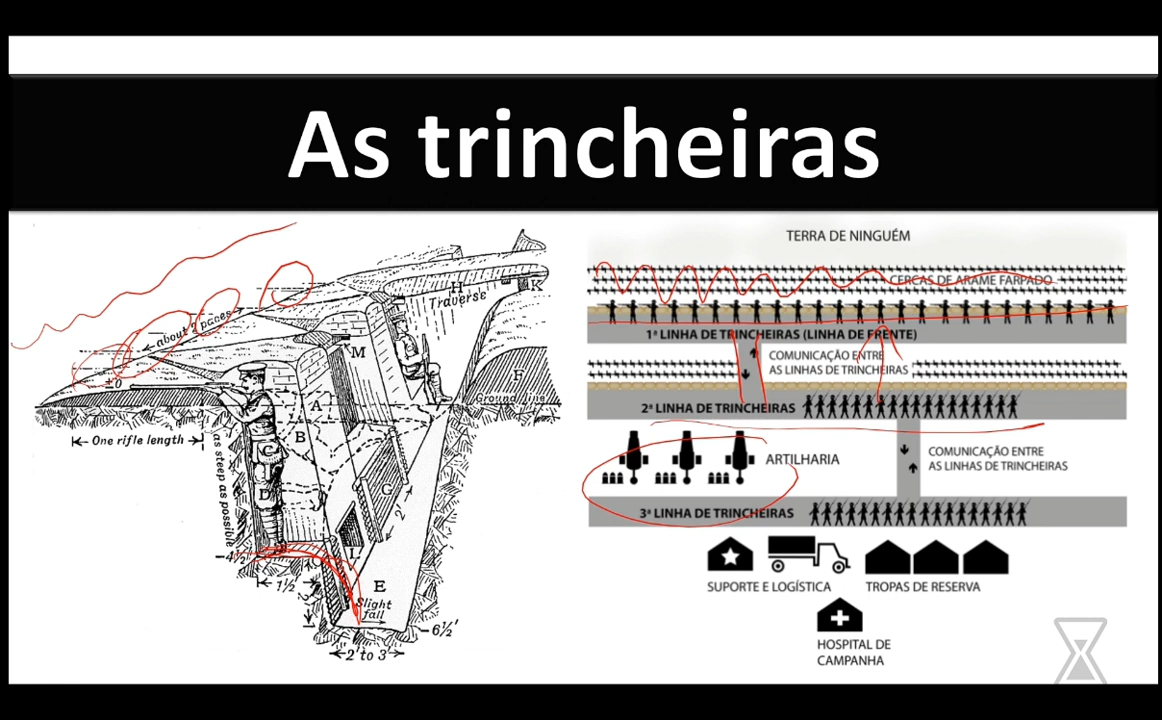 As trincheiras
about 7 paces
±0
One rifle length
as steep as possible
H
Traverse
K
M
F
Ground line
A
B
C
D
G
2'
L
E
Slight
fall
1½
2' to 3'
-6½'
TERRA DE NINGUÉM
CERCAS DE ARAME FARPADO
1ª LINHA DE TRINCHEIRAS (LINHA DE FRENTE)
COMUNICAÇÃO ENTRE
AS LINHAS DE TRINCHEIRAS
2ª LINHA DE TRINCHEIRAS
ARTILHARIA
COMUNICAÇÃO ENTRE
AS LINHAS DE TRINCHEIRAS
3ª LINHA DE TRINCHEIRAS
SUPORTE E LOGÍSTICA
TROPAS DE RESERVA
HOSPITAL DE
CAMPANHA